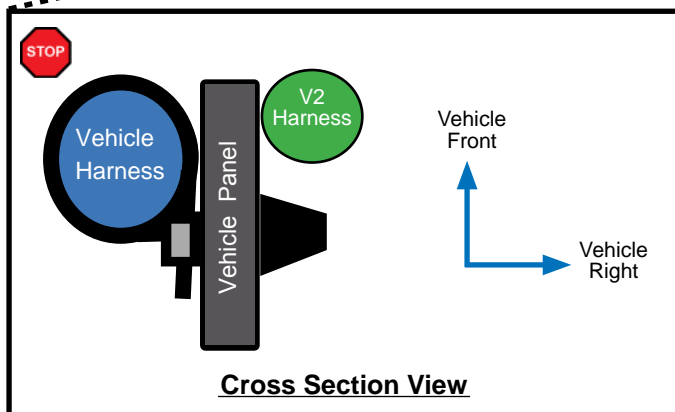 STOP
Vehicle
Harness
Vehicle Panel
V2
Harness
Vehicle
Front
Vehicle
Right
Cross Section View